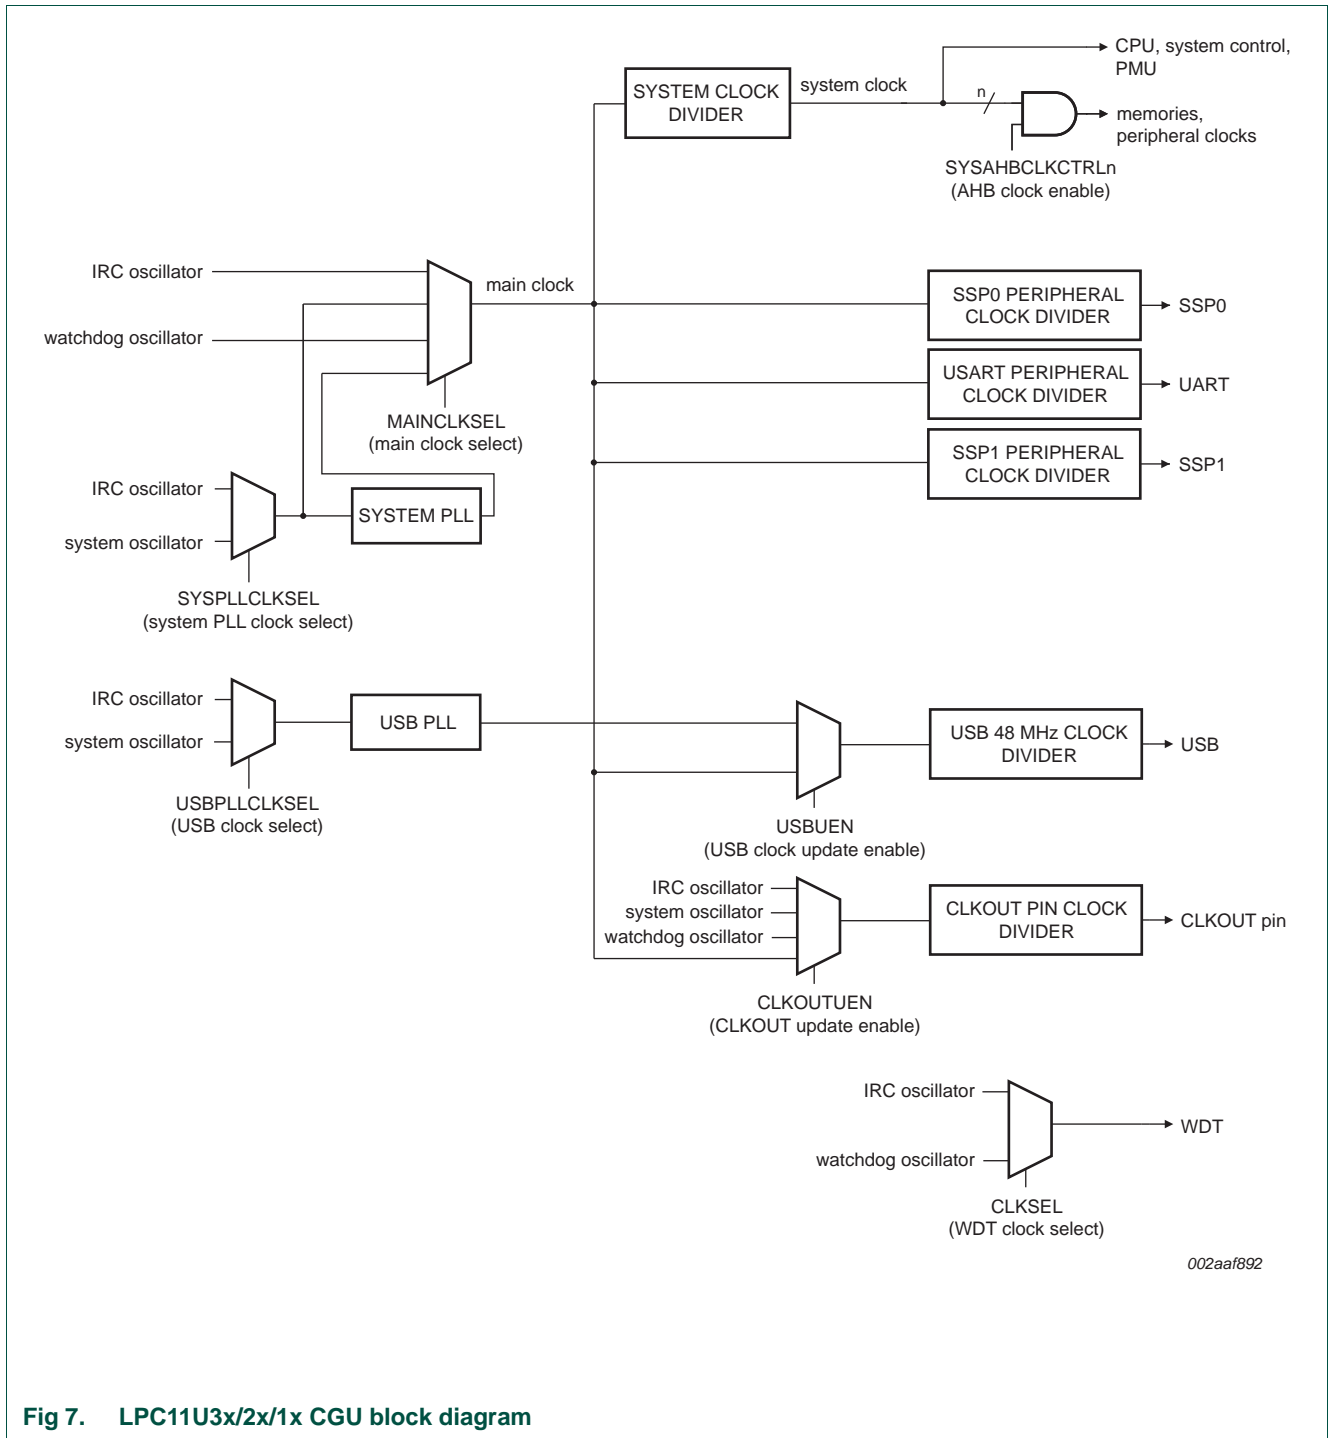 CPU, system control,
PMU
SYSTEM CLOCK
DIVIDER
system clock
n
memories,
peripheral clocks
SYSAHBCLKCTRLn
(AHB clock enable)
IRC oscillator
watchdog oscillator
main clock
MAINCLKSEL
(main clock select)
SSP0 PERIPHERAL
CLOCK DIVIDER
SSP0
USART PERIPHERAL
CLOCK DIVIDER
UART
SSP1 PERIPHERAL
CLOCK DIVIDER
SSP1
IRC oscillator
system oscillator
SYSTEM PLL
SYSPLLCLKSEL
(system PLL clock select)
IRC oscillator
system oscillator
USB PLL
USBPLLCLKSEL
(USB clock select)
USB 48 MHz CLOCK
DIVIDER
USB
USBUEN
(USB clock update enable)
IRC oscillator
system oscillator
watchdog oscillator
CLKOUT PIN CLOCK
DIVIDER
CLKOUT pin
CLKOUTUEN
(CLKOUT update enable)
IRC oscillator
watchdog oscillator
WDT
CLKSEL
(WDT clock select)
002aaf892
Fig 7. LPC11U3x/2x/1x CGU block diagram